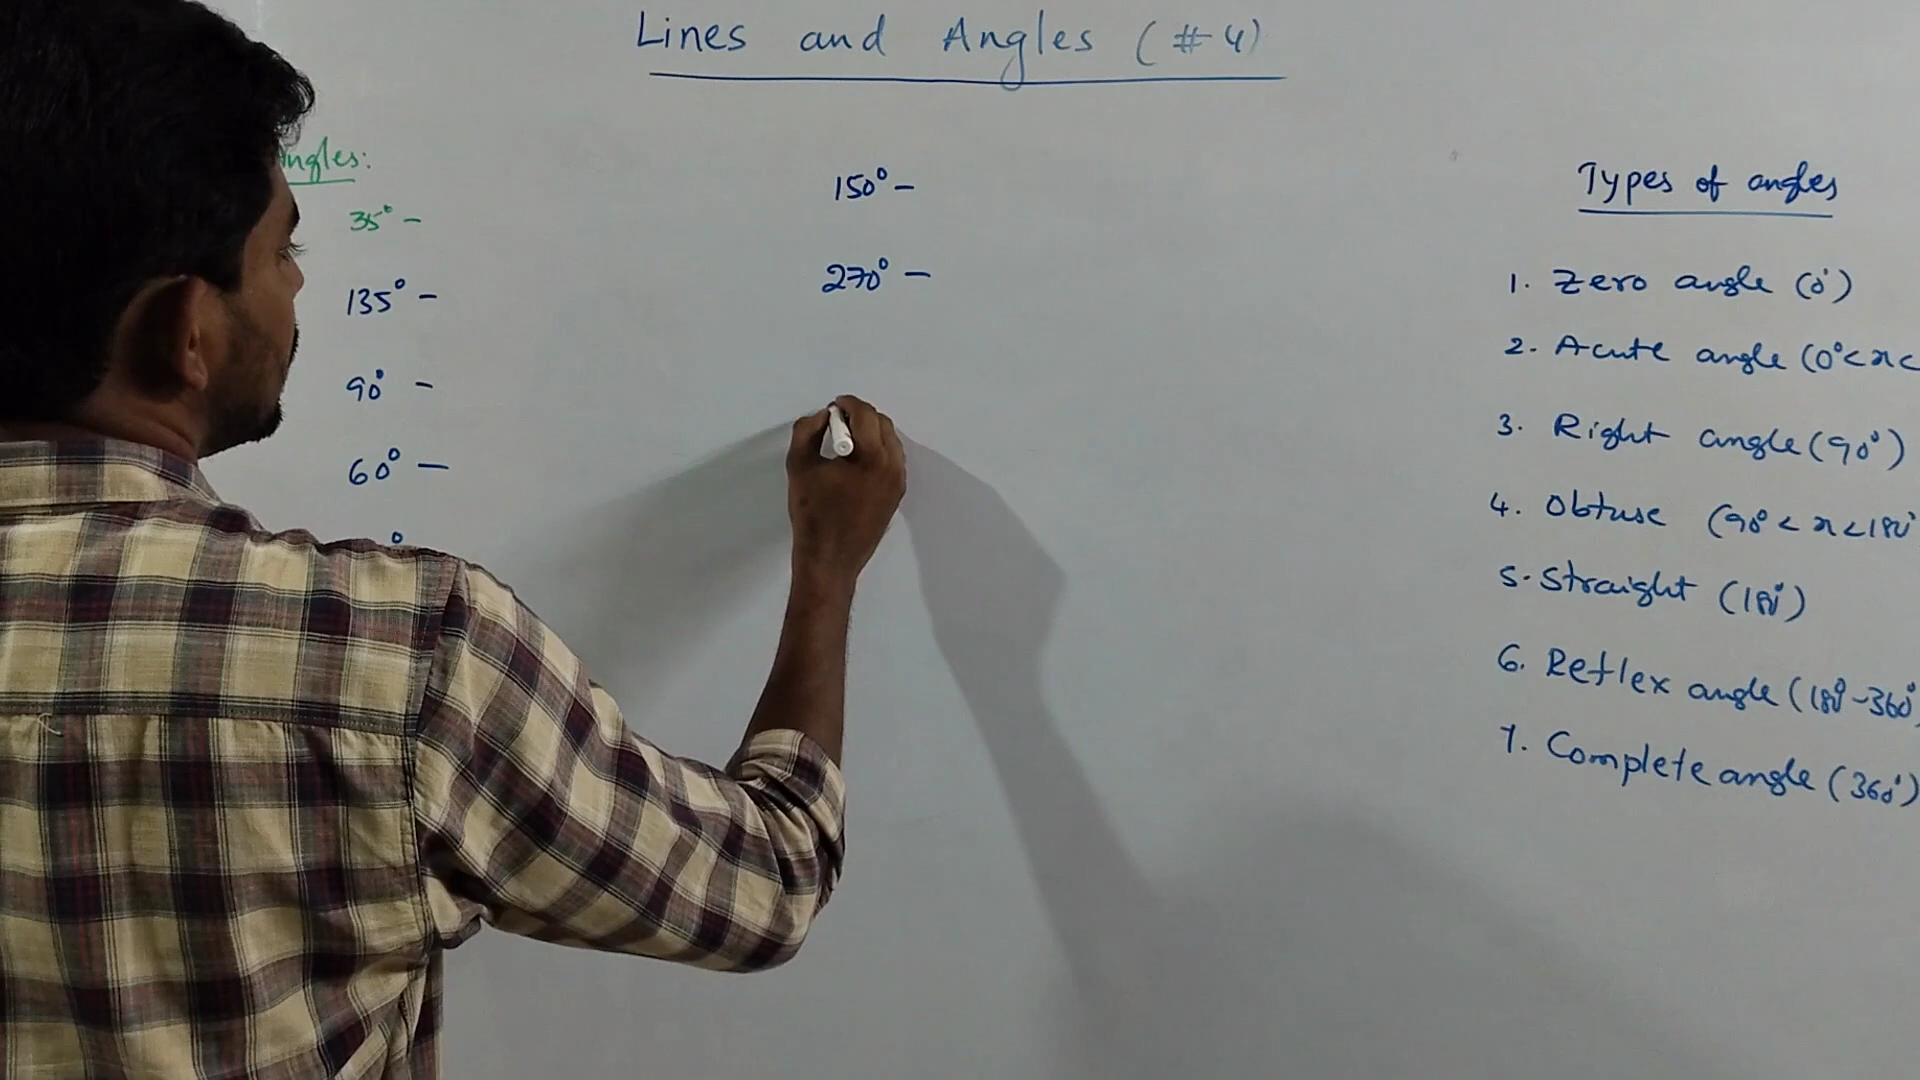 Lines and Angles (#4)
Angles:
35° -
135° -
90° -
60° -
°
150° -
270° -
Types of angles
1. Zero angle (0°)
2. Acute angle (0°<x<
3. Right angle (90°)
4. Obtuse (90°<x<180°
5. Straight (180°)
6. Reflex angle (180°-360°)
7. Complete angle (360°)